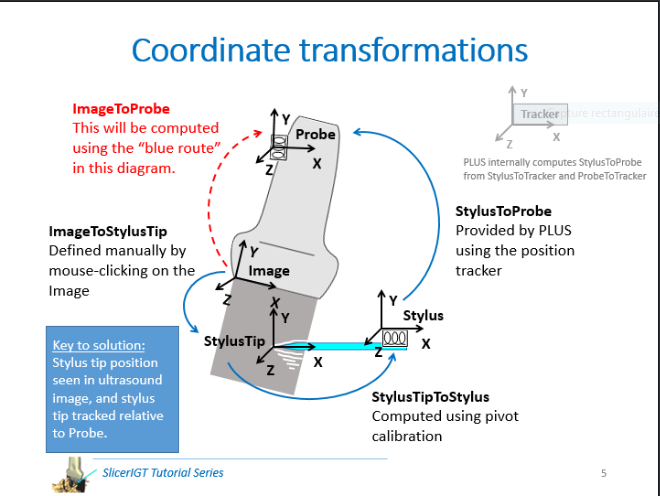 Coordinate transformations
ImageToProbe
This will be computed
using the “blue route”
in this diagram.
Y
Probe
X
Z
Y
Tracker
pture rectangulaire
X
Z
PLUS internally computes StylusToProbe
from StylusToTracker and ProbeToTracker
StylusToProbe
Provided by PLUS
using the position
tracker
ImageToStylusTip
Defined manually by
mouse-clicking on the
Image
Y
Image
Z
X
Y
StylusTip
X
Z
Y
Stylus
X
Z
Key to solution:
Stylus tip position
seen in ultrasound
image, and stylus
tip tracked relative
to Probe.
StylusTipToStylus
Computed using pivot
calibration
SlicerIGT Tutorial Series
5